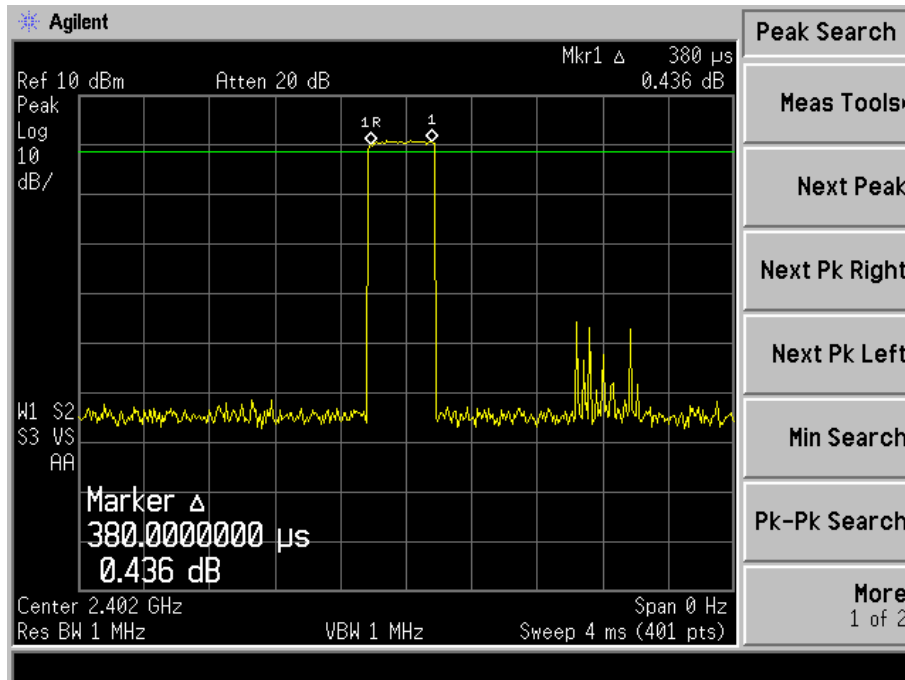 Agilent
Peak Search
Mkr1 Δ 380 µs
Ref 10 dBm Atten 20 dB 0.436 dB
Peak
Log
10
dB/
1R 1
Meas Tools
Next Peak
Next Pk Right
Next Pk Left
W1 S2
S3 VS
AA
Min Search
Marker Δ
380.0000000 µs
0.436 dB
Pk-Pk Search
Center 2.402 GHz Span 0 Hz
Res BW 1 MHz VBW 1 MHz Sweep 4 ms (401 pts)
More
1 of 2